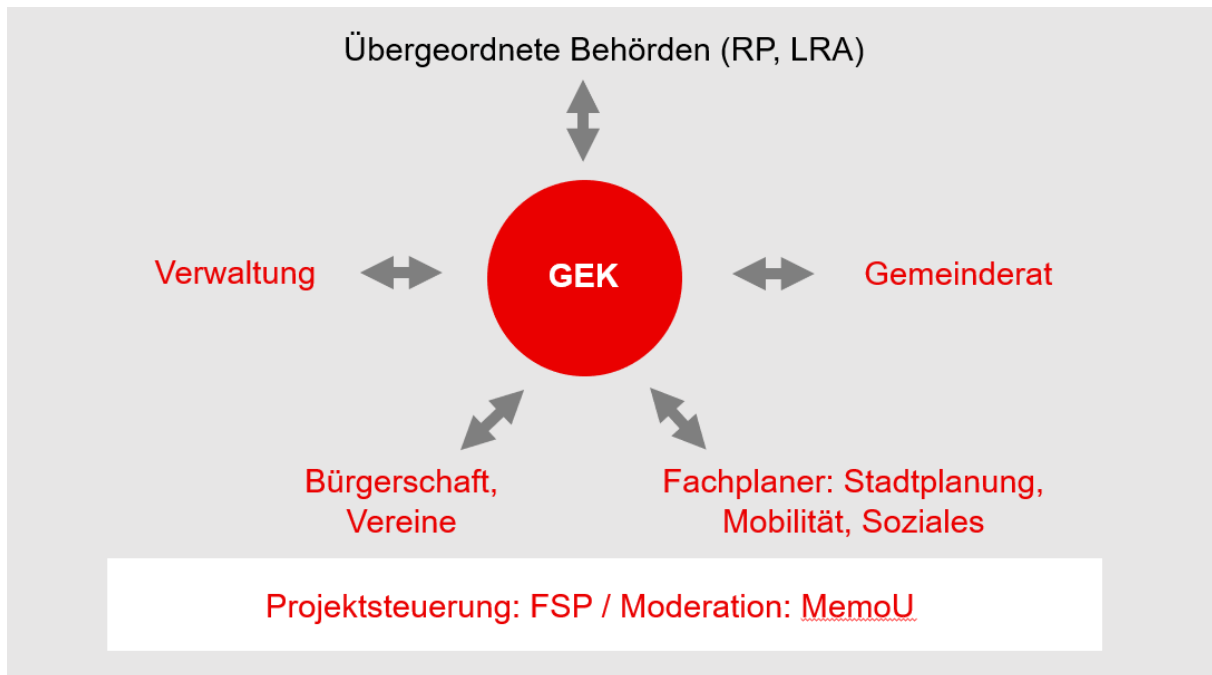 Übergeordnete Behörden (RP, LRA)
Verwaltung
GEK
Gemeinderat
Bürgerschaft,
Vereine
Fachplaner: Stadtplanung,
Mobilität, Soziales
Projektsteuerung: FSP / Moderation: MemoU